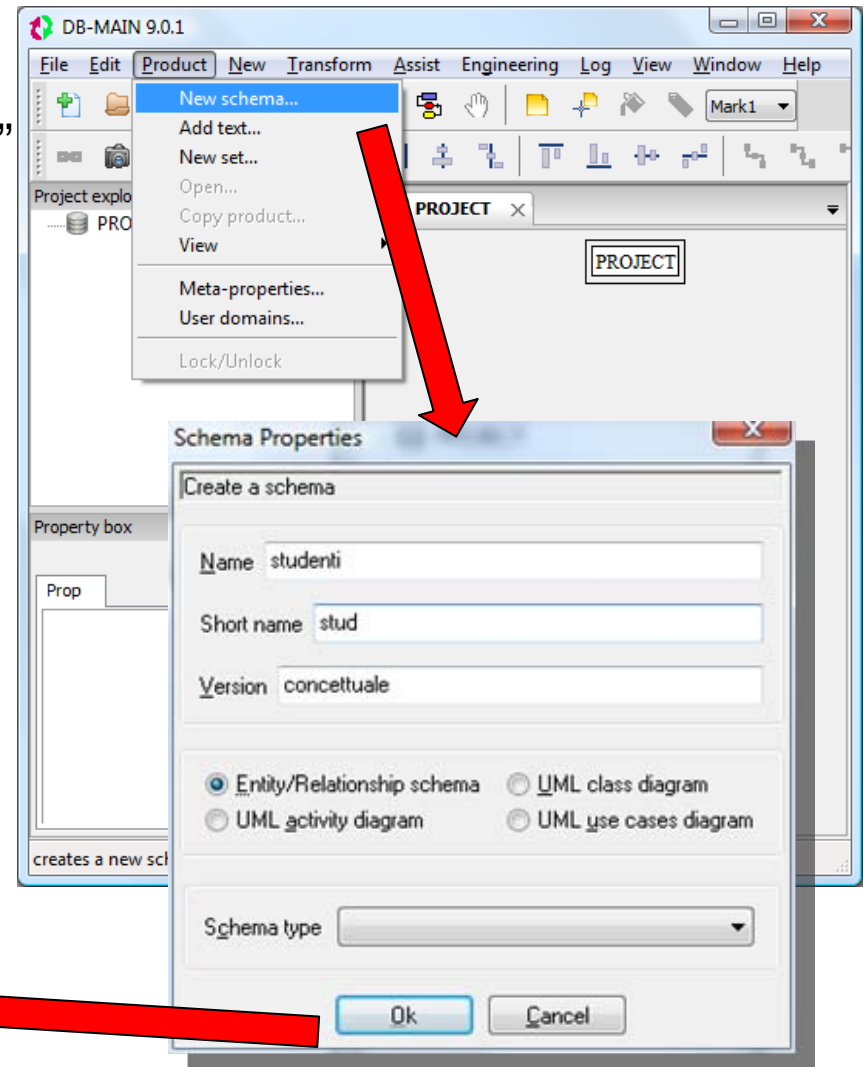 DB-MAIN 9.0.1
File Edit Product New Transform Assist Engineering Log View Window Help
New schema...
Mark1
”
Add text...
New set...
Project explo
Open...
PROJECT
PRO
Copy product...
View
PROJECT
Meta-properties...
User domains...
Lock/Unlock
Schema Properties
Create a schema
Property box
Name studenti
Prop
Short name stud
Version concettuale
Entity/Relationship schema UML class diagram
UML activity diagram UML use cases diagram
creates a new sch
Schema type
Ok Cancel